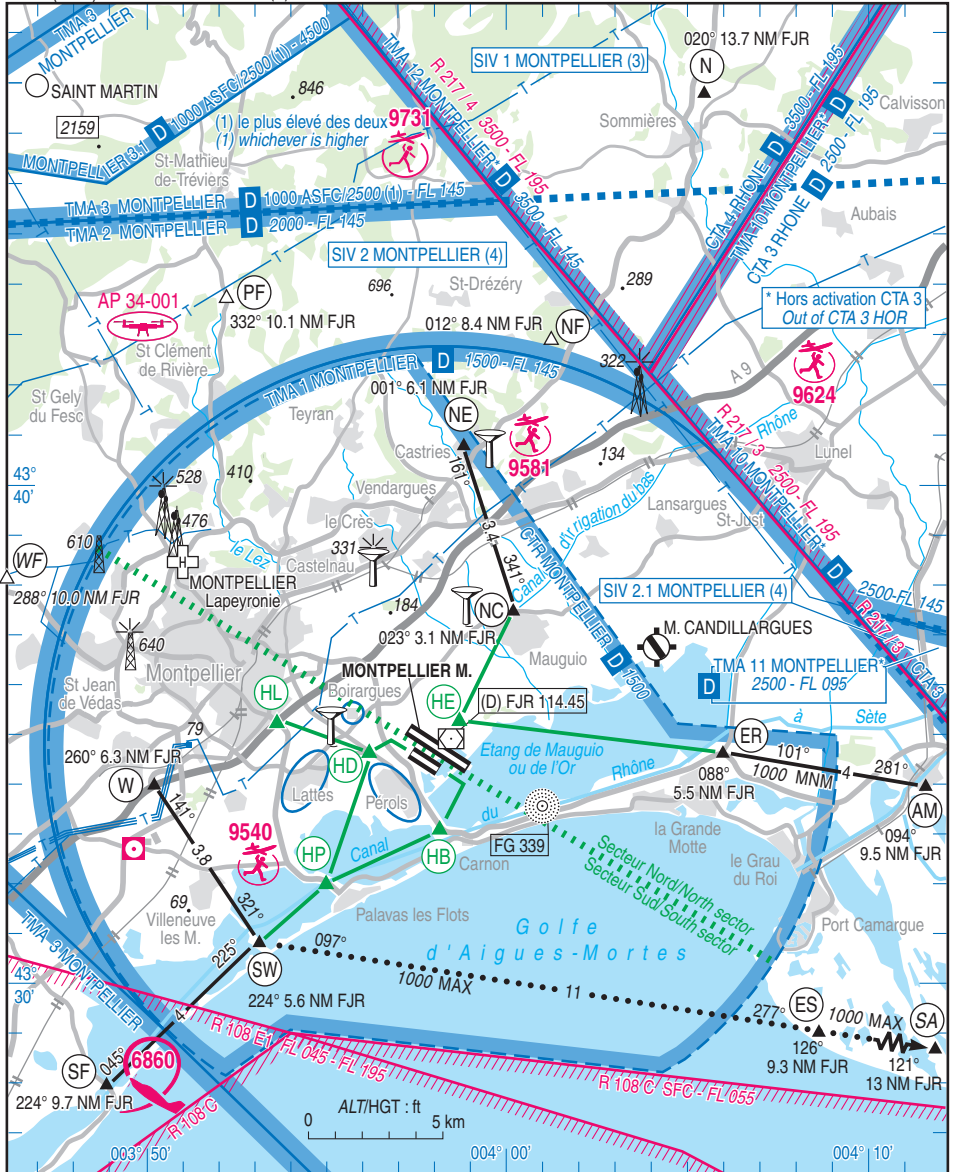 TMA 3
MONTPELLIER
SAINT MARTIN
2159
846
MONTPELLIER 3.1 D 1000 ASFC/2500 (1) - 4500
(1) le plus élevé des deux
(1) whichever is higher
9731
St-Mathieu
de-Tréviers
TMA 3 MONTPELLIER D 1000 ASFC/2500 (1) - FL 145
TMA 2 MONTPELLIER D 2000 - FL 145
SIV 1 MONTPELLIER (3)
R 217 / 4 3500 - FL 195
TMA 12 MONTPELLIER* D 3500 - FL 145
020° 13.7 NM FJR
N
Sommières
Calvisson
CTA 4 RHONE D 3500 - FL 195
TMA 10 MONTPELLIER* D 2500 - FL 195
CTA 3 RHONE D
Aubais
SIV 2 MONTPELLIER (4)
696
St-Drézéry
289
* Hors activation CTA 3
Out of CTA 3 HOR
AP 34-001
PF
332° 10.1 NM FJR
012° 8.4 NM FJR
NF
St Clément
de Rivière
322
A 9
9624
TMA 1 MONTPELLIER D 1500 - FL 145
001° 6.1 NM FJR
NE
St Gely
du Fesc
Teyran
Castries
9581
134
R 217 / 3 2500 - FL 195
TMA 10 MONTPELLIER* D 2500-FL 145
Lunel
43°
40'
528
410
476
Vendargues
161°
3.4
341°
Lansargues
St-Just
Canal d'irrigation du bas Rhône
le Crès
331
Castelnau
le Lez
610
WF
288° 10.0 NM FJR
MONTPELLIER
Lapeyronie
184
NC
023° 3.1 NM FJR
CTR MONTPELLIER D 1500
SIV 2.1 MONTPELLIER (4)
R 217 / 3
CTA 3
640
Montpellier
MONTPELLIER M.
Mauguio
M. CANDILLARGUES
TMA 11 MONTPELLIER*
D 2500 - FL 095
St Jean
de Védas
HL
Boirargues
HE
(D) FJR 114.45
à Sète
79
260° 6.3 NM FJR
W
HD
Etang de Mauguio
ou de l'Or
ER
101°
1000 MNM
4
281°
088°
5.5 NM FJR
AM
094°
9.5 NM FJR
Lattes
Pérols
141°
3.8
321°
9540
HP
Canal du Rhône
HB
Carnon
FG 339
la Grande
Motte
le Grau
du Roi
Secteur Nord/North sector
Secteur Sud/South sector
69
Villeneuve
les M.
Palavas les Flots
Port Camargue
Golfe
d'Aigues-Mortes
TMA 3 MONTPELLIER
225°
SW
097°
224° 5.6 NM FJR
1000 MAX
11
277°
ES
1000 MAX
SA
126°
9.3 NM FJR
121°
13 NM FJR
43°
30'
4
R 108 E1 FL 045 - FL 195
6860
045°
SF
224° 9.7 NM FJR
R 108 C
R 108 C SFC - FL 055
ALT/HGT : ft
0 5 km
003° 50'
004° 00'
004° 10'